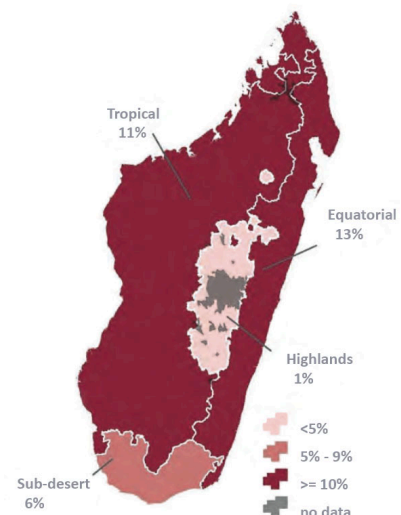 Tropical
11%
Equatorial
13%
Highlands
1%
Sub-desert
6%
<5%
5% - 9%
>= 10%
no data